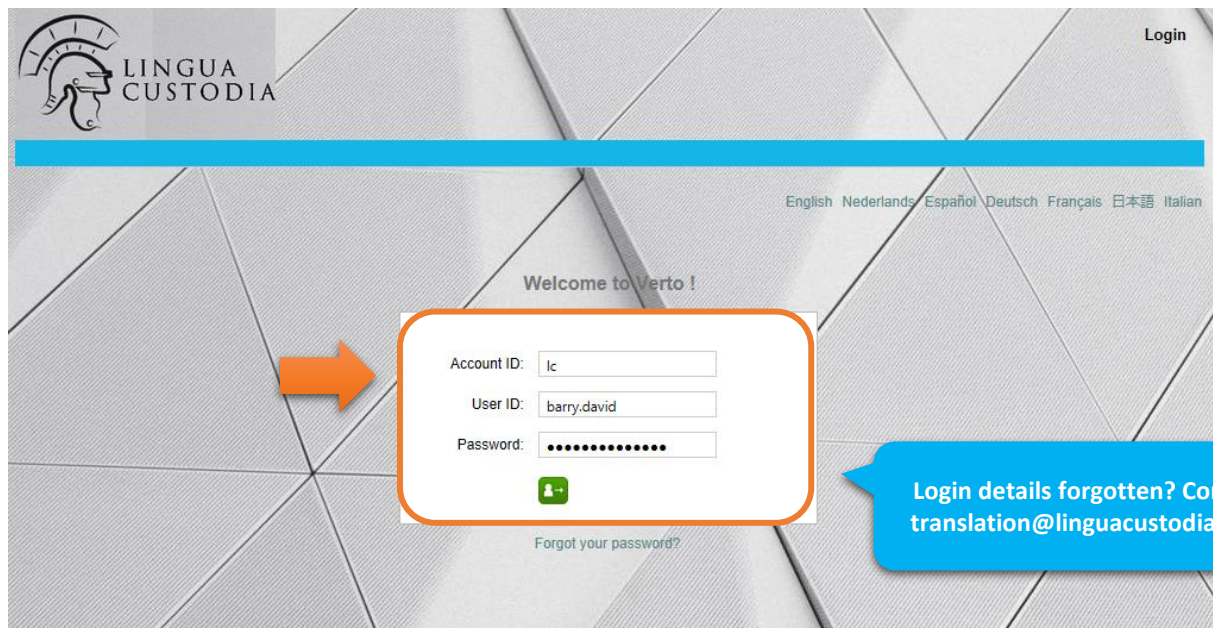 LINGUA
CUSTODIA
Login
English Nederlands Español Deutsch Français 日本語 Italian
Welcome to Verto !
Account ID: lc
User ID: barry.david
Password: ••••••••••••••
Forgot your password?
Login details forgotten?
translation@linguacustodia